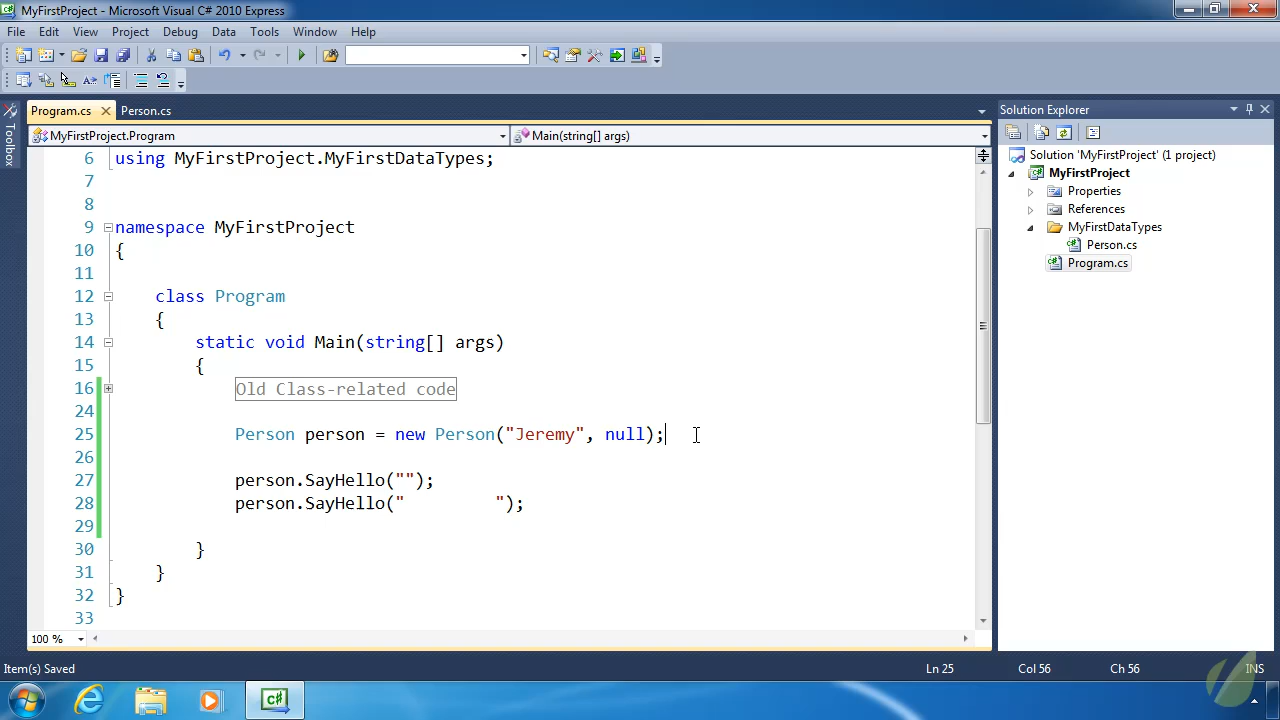 MyFirstProject - Microsoft Visual C# 2010 Express
File Edit View Project Debug Data Tools Window Help
Program.cs Person.cs
Toolbox
MyFirstProject.Program Main(string[] args)
6 using MyFirstProject.MyFirstDataTypes;
7
8
9 namespace MyFirstProject
10 {
11
12 class Program
13 {
14 static void Main(string[] args)
15 {
16 Old Class-related code
24
25 Person person = new Person("Jeremy", null);
26
27 person.SayHello("");
28 person.SayHello("         ");
29
30 }
31 }
32 }
33
100 %
Solution Explorer
Solution 'MyFirstProject' (1 project)
MyFirstProject
Properties
References
MyFirstDataTypes
Person.cs
Program.cs
Item(s) Saved Ln 25 Col 56 Ch 56 INS